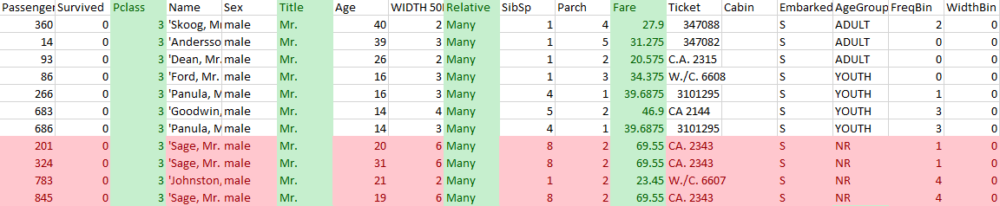 Passenger Survived Pclass Name Sex Title Age WIDTH 50 Relative SibSp Parch Fare Ticket Cabin Embarked AgeGroup FreqBin WidthBin
360 0 3 'Skoog, Mr. male Mr. 40 2 Many 1 4 27.9 347088 S ADULT 2 0
14 0 3 'Andersso male Mr. 39 3 Many 1 5 31.275 347082 S ADULT 0 0
93 0 3 'Dean, Mr. male Mr. 26 2 Many 1 2 20.575 C.A. 2315 S ADULT 1 0
86 0 3 'Ford, Mr. male Mr. 16 3 Many 1 3 34.375 W./C. 6608 S YOUTH 0 0
266 0 3 'Panula, M male Mr. 16 3 Many 4 1 39.6875 3101295 S YOUTH 1 0
683 0 3 'Goodwin, male Mr. 14 4 Many 5 2 46.9 CA 2144 S YOUTH 3 0
686 0 3 'Panula, M male Mr. 14 3 Many 4 1 39.6875 3101295 S YOUTH 3 0
201 0 3 'Sage, Mr. male Mr. 20 6 Many 8 2 69.55 CA. 2343 S NR 1 0
324 0 3 'Sage, Mr. male Mr. 31 6 Many 8 2 69.55 CA. 2343 S NR 1 0
783 0 3 'Johnston, male Mr. 21 2 Many 1 2 23.45 W./C. 6607 S NR 4 0
845 0 3 'Sage, Mr. male Mr. 19 6 Many 8 2 69.55 CA. 2343 S NR 4 0